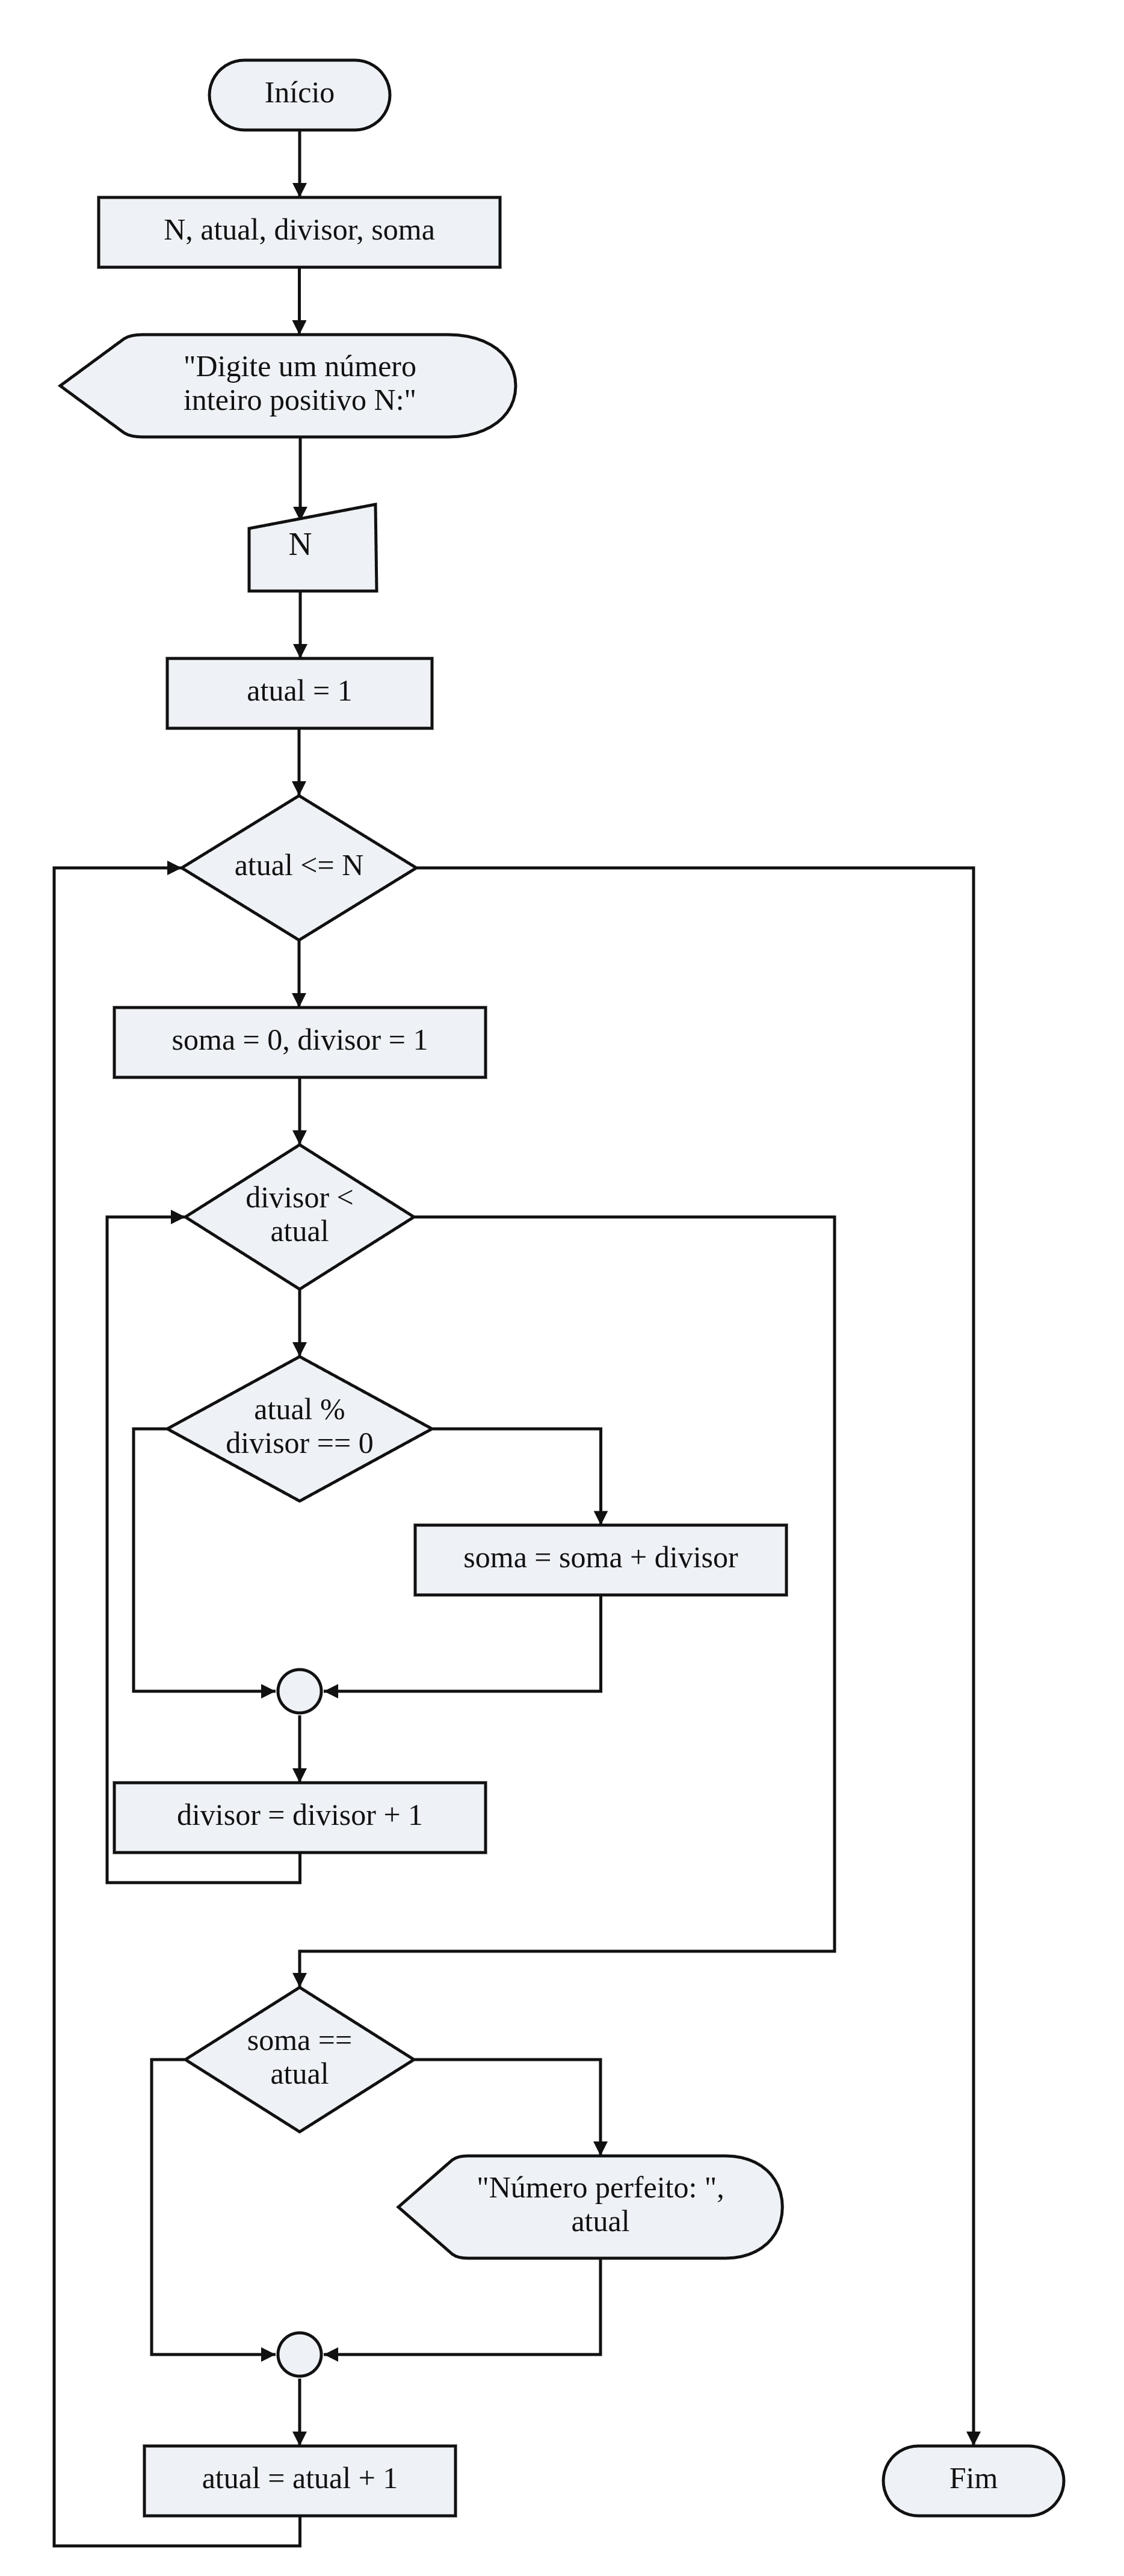 Início
N, atual, divisor, soma
"Digite um número
inteiro positivo N:"
N
atual = 1
atual <= N
soma = 0, divisor = 1
divisor <
atual
atual %
divisor == 0
soma = soma + divisor
divisor = divisor + 1
soma ==
atual
"Número perfeito: ",
atual
atual = atual + 1
Fim